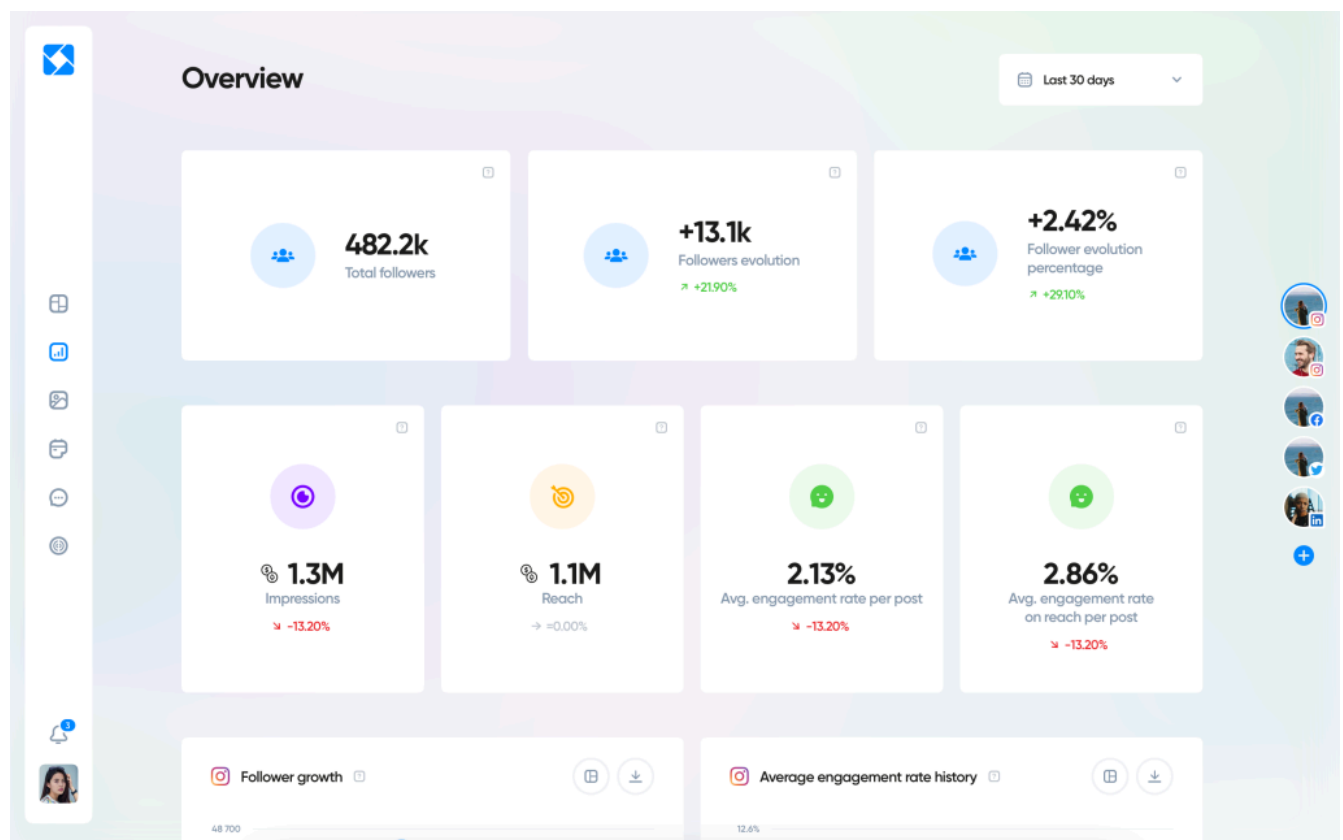 Overview
Last 30 days
482.2k
Total followers
+13.1k
Followers evolution
+21.90%
+2.42%
Follower evolution
percentage
+29.10%
1.3M
Impressions
-13.20%
1.1M
Reach
=0.00%
2.13%
Avg. engagement rate per post
-13.20%
2.86%
Avg. engagement rate
on reach per post
-13.20%
3
Follower growth
Average engagement rate history
48 700
12.6%
in